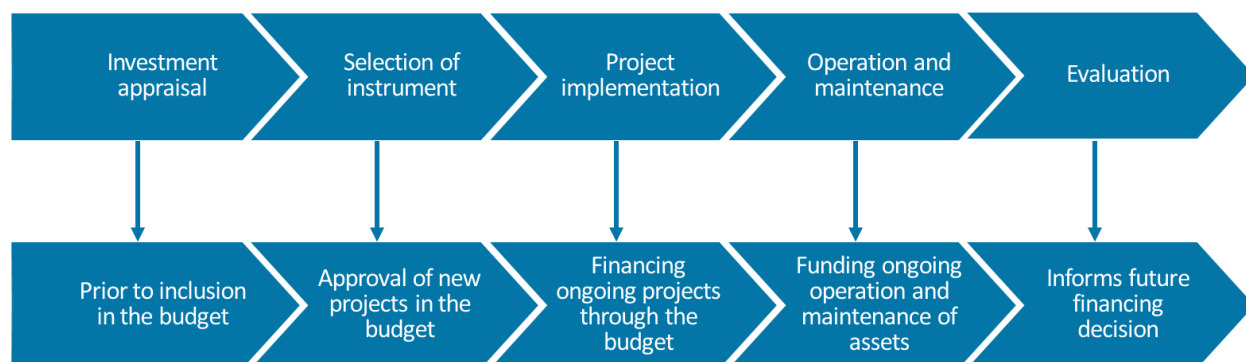 Investment
appraisal
Selection of
instrument
Project
implementation
Operation and
maintenance
Evaluation
Prior to inclusion
in the budget
Approval of new
projects in the
budget
Financing
ongoing projects
through the
budget
Funding ongoing
operation and
maintenance of
assets
Informs future
financing
decision